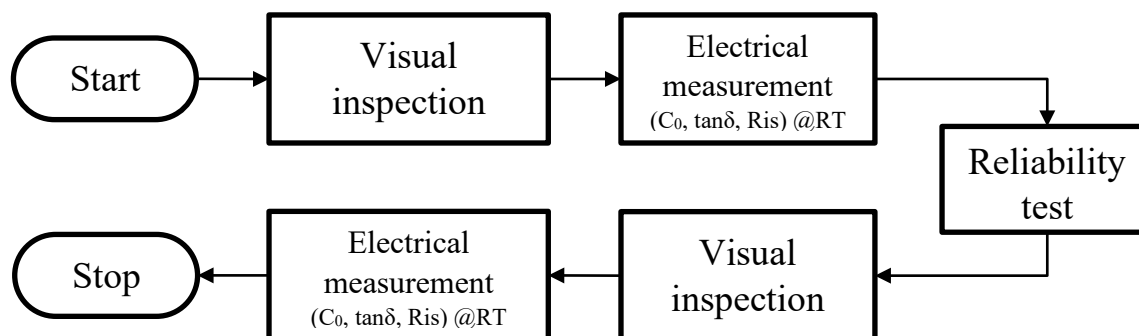 Start
Visual
inspection
Electrical
measurement
(C₀, tanδ, Ris) @RT
Reliability
test
Visual
inspection
Electrical
measurement
(C₀, tanδ, Ris) @RT
Stop